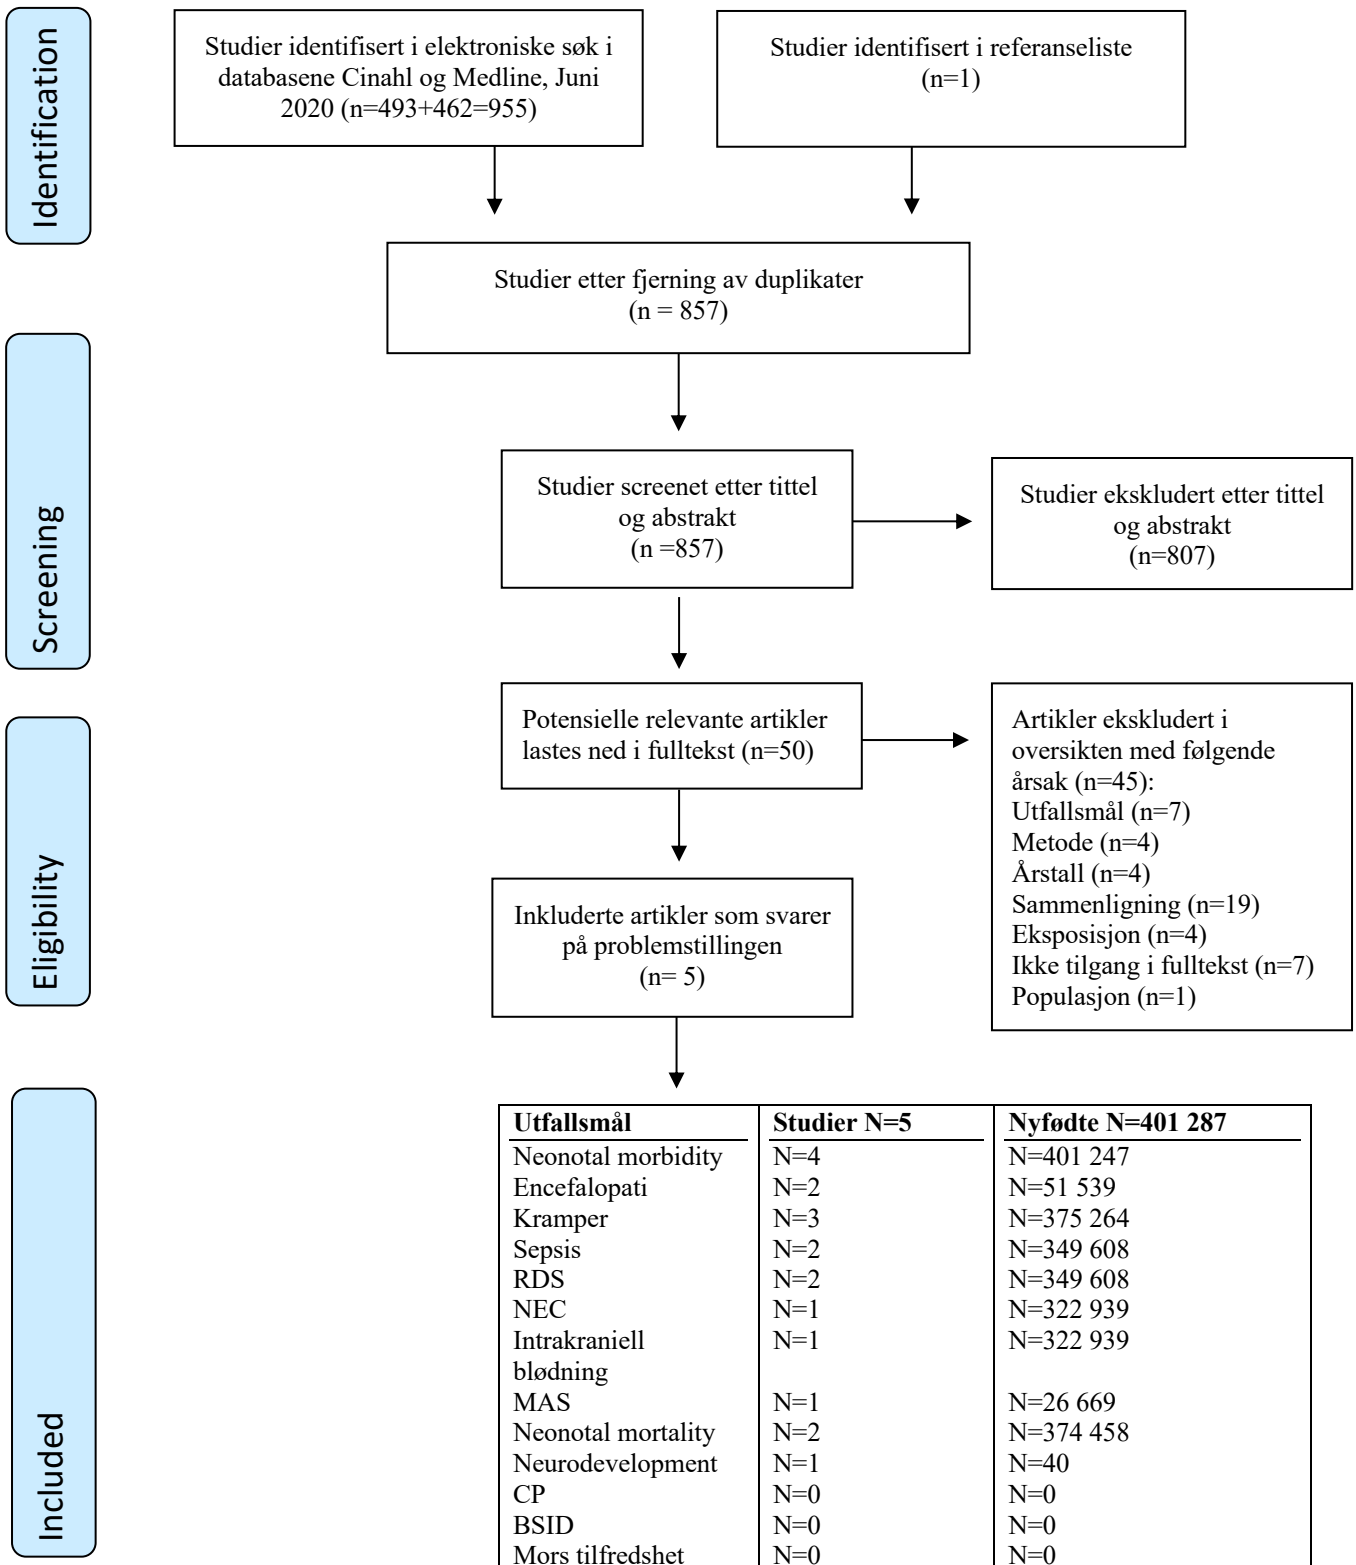 Identification
Studier identifisert i elektroniske søk i
databasene Cinahl og Medline, Juni
2020 (n=493+462=955)
Studier identifisert i referanseliste
(n=1)
Studier etter fjerning av duplikater
(n = 857)
Screening
Studier screenet etter tittel
og abstrakt
(n =857)
Studier ekskludert etter tittel
og abstrakt
(n=807)
Eligibility
Potensielle relevante artikler
lastes ned i fulltekst (n=50)
Artikler ekskludert i
oversikten med følgende
årsak (n=45):
Utfallsmål (n=7)
Metode (n=4)
Årstall (n=4)
Sammenligning (n=19)
Eksposisjon (n=4)
Ikke tilgang i fulltekst (n=7)
Populasjon (n=1)
Inkluderte artikler som svarer
på problemstillingen
(n= 5)
Included
Utfallsmål Studier N=5 Nyfødte N=401 287
Neonotal morbidity N=4 N=401 247
Encefalopati N=2 N=51 539
Kramper N=3 N=375 264
Sepsis N=2 N=349 608
RDS N=2 N=349 608
NEC N=1 N=322 939
Intrakraniell N=1 N=322 939
blødning
MAS N=1 N=26 669
Neonotal mortality N=2 N=374 458
Neurodevelopment N=1 N=40
CP N=0 N=0
BSID N=0 N=0
Mors tilfredshet N=0 N=0